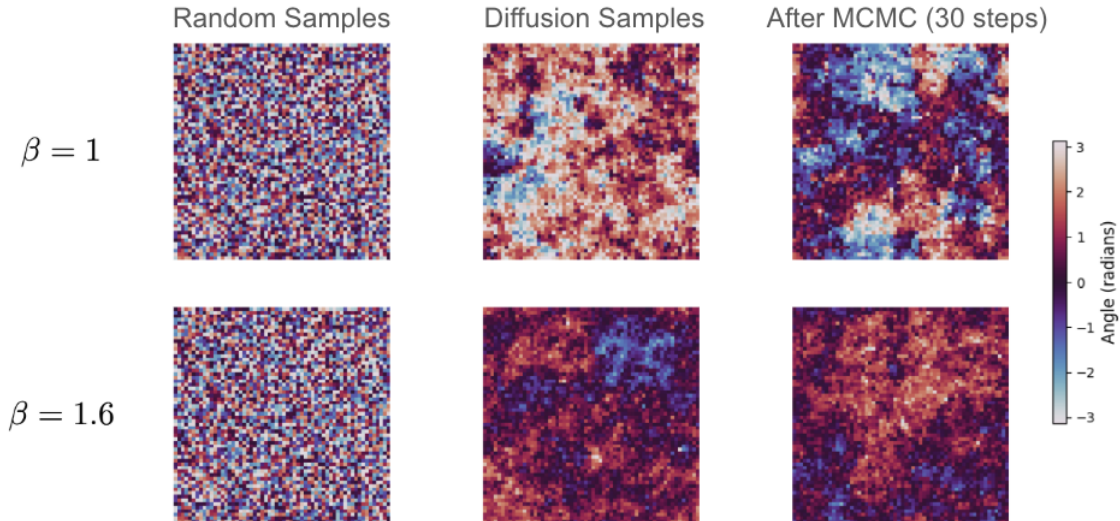 Random Samples
Diffusion Samples
After MCMC (30 steps)
β = 1
β = 1.6
3
2
1
0
−1
−2
−3
Angle (radians)